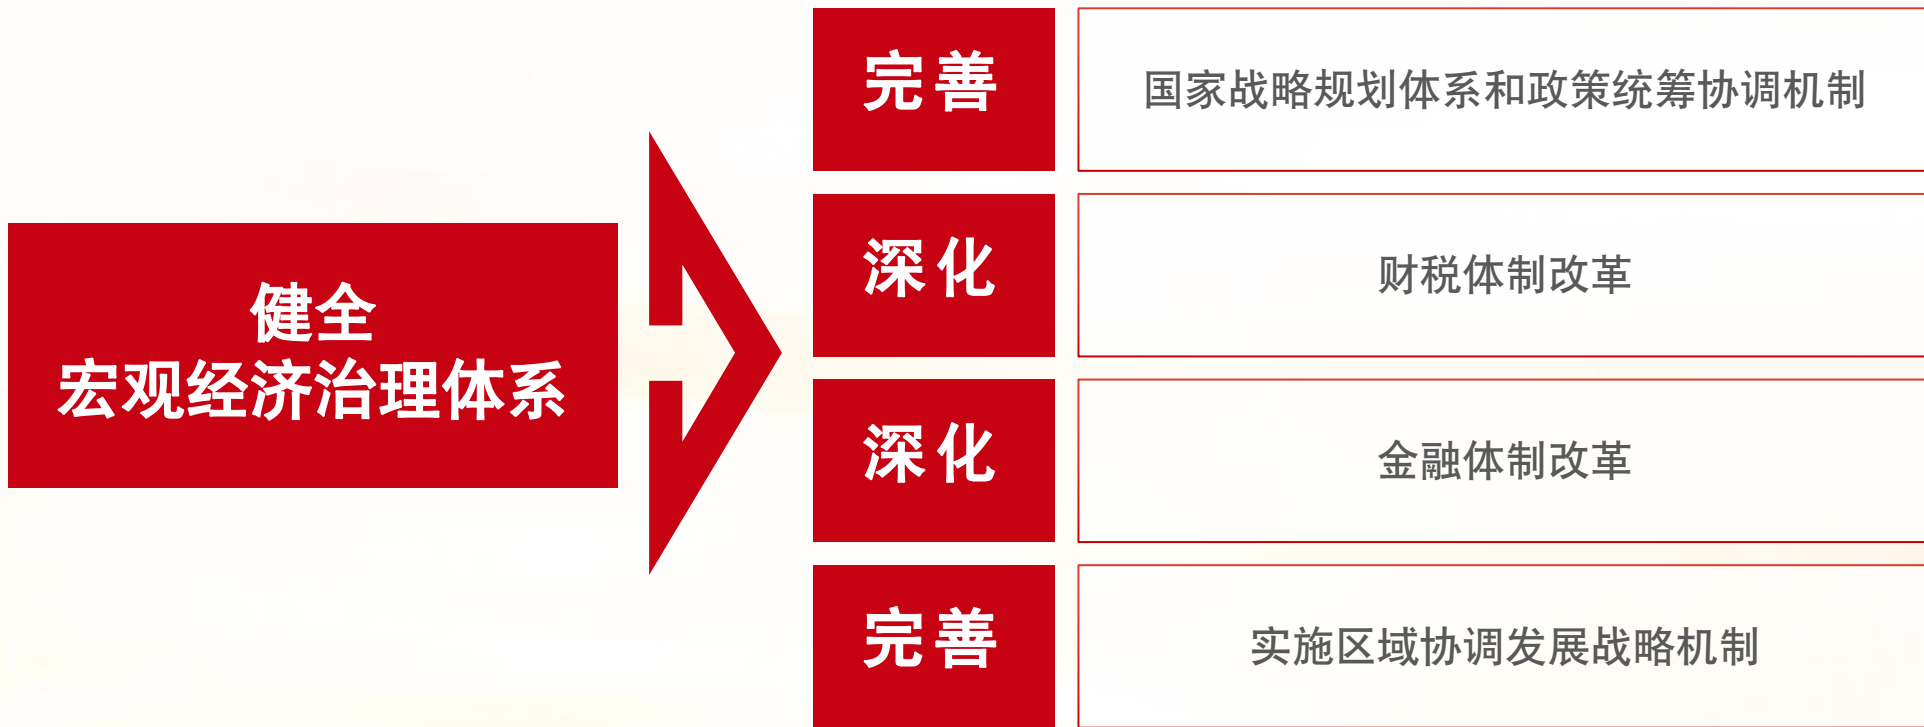 健全
宏观经济治理体系
完善
国家战略规划体系和政策统筹协调机制
深化
财税体制改革
深化
金融体制改革
完善
实施区域协调发展战略机制